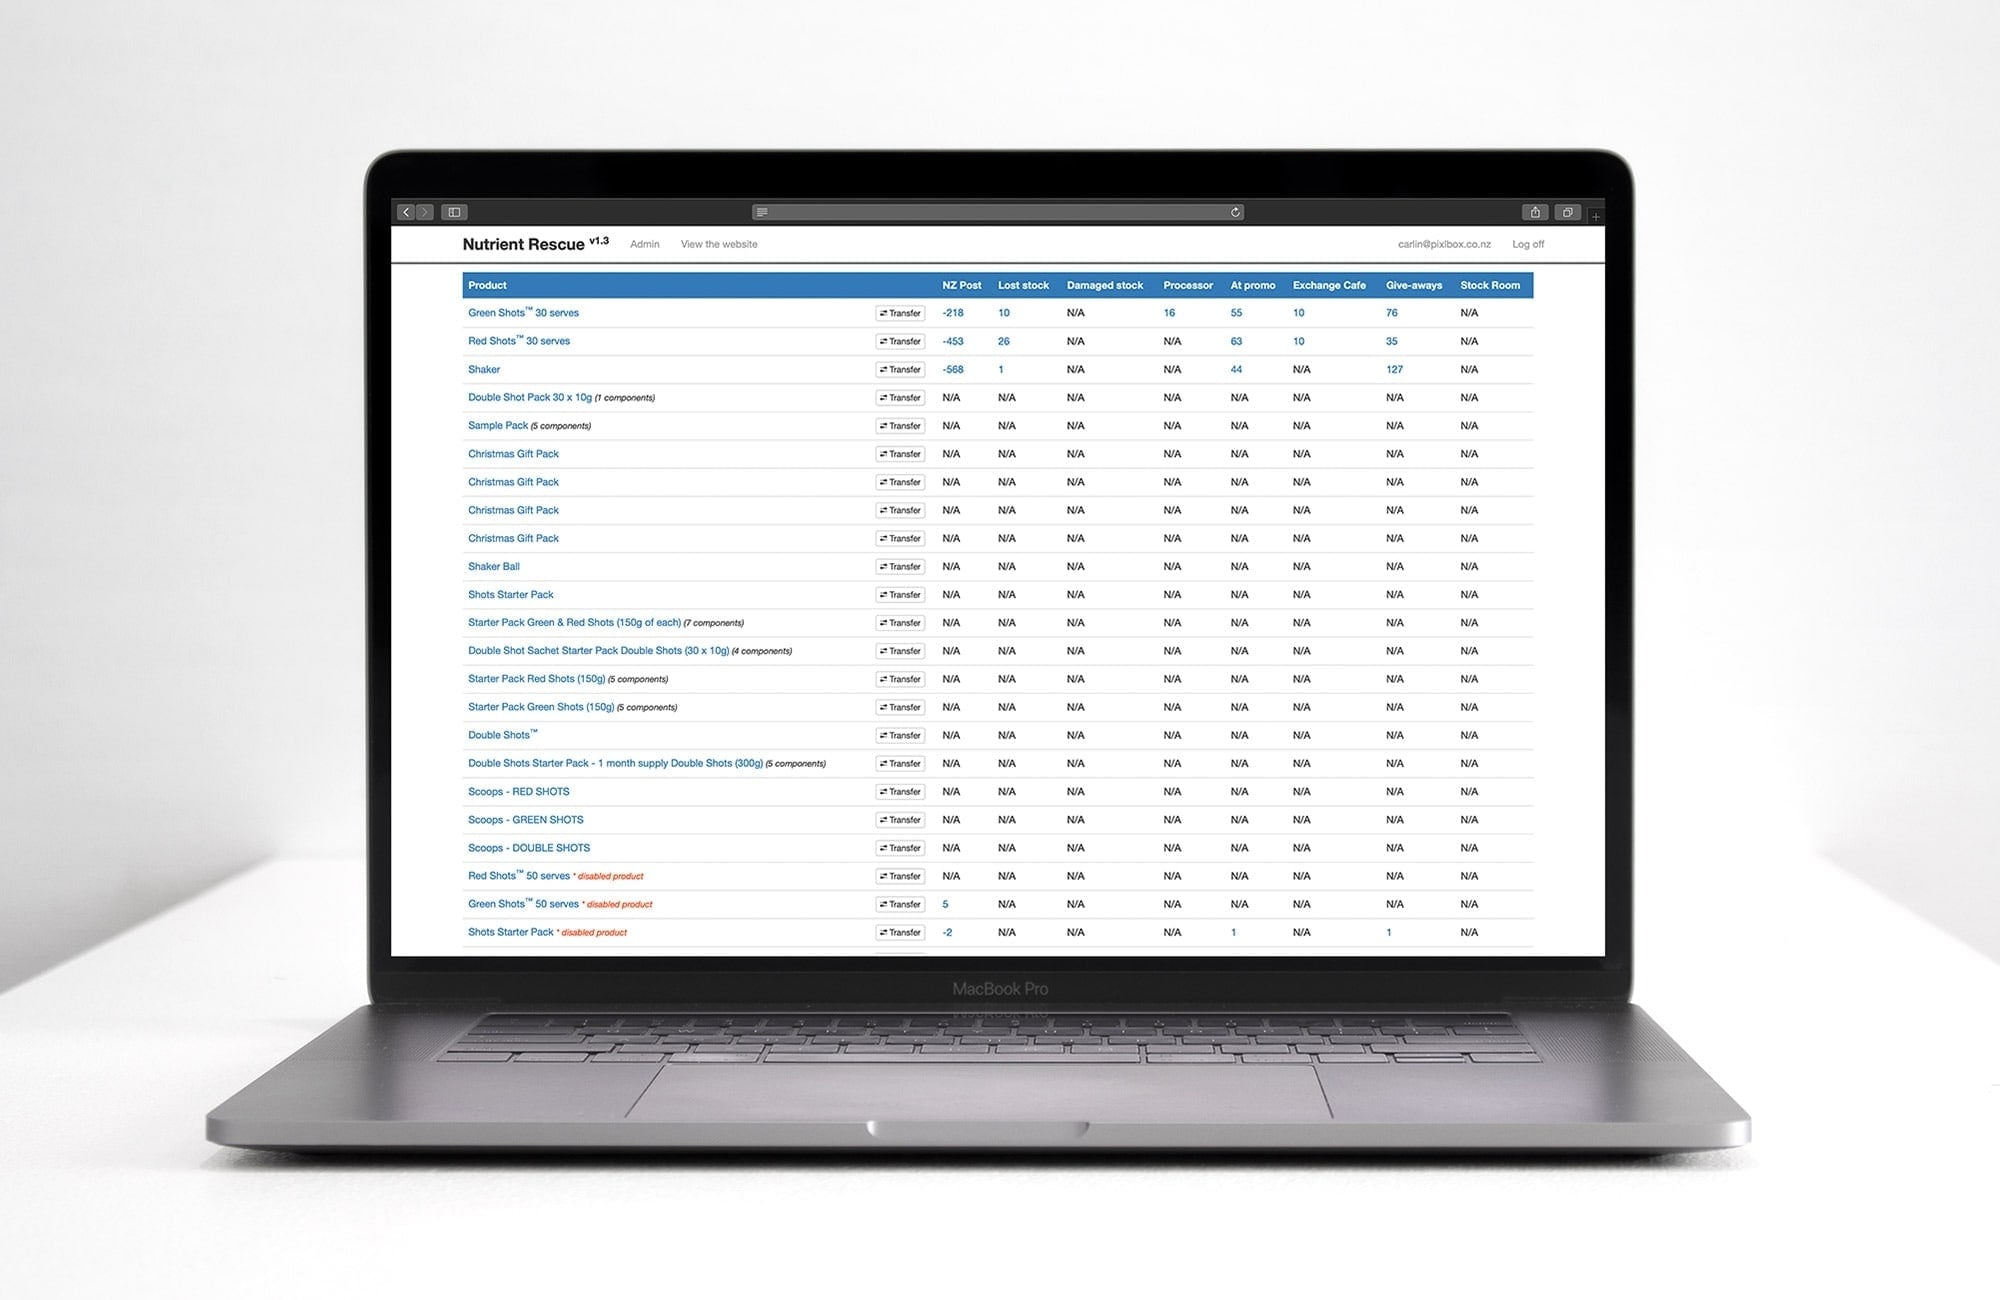 Nutrient Rescue v1.3 Admin View the website carlin@pixlbox.co.nz Log off
Product NZ Post Lost stock Damaged stock Processor At promo Exchange Cafe Give-aways Stock Room
Green Shots™ 30 serves Transfer -218 10 N/A 16 55 10 76 N/A
Red Shots™ 30 serves Transfer -453 26 N/A N/A 63 10 35 N/A
Shaker Transfer -568 1 N/A N/A 44 N/A 127 N/A
Double Shot Pack 30 x 10g (1 components) Transfer N/A N/A N/A N/A N/A N/A N/A N/A
Sample Pack (5 components) Transfer N/A N/A N/A N/A N/A N/A N/A N/A
Christmas Gift Pack Transfer N/A N/A N/A N/A N/A N/A N/A N/A
Christmas Gift Pack Transfer N/A N/A N/A N/A N/A N/A N/A N/A
Christmas Gift Pack Transfer N/A N/A N/A N/A N/A N/A N/A N/A
Christmas Gift Pack Transfer N/A N/A N/A N/A N/A N/A N/A N/A
Shaker Ball Transfer N/A N/A N/A N/A N/A N/A N/A N/A
Shots Starter Pack Transfer N/A N/A N/A N/A N/A N/A N/A N/A
Starter Pack Green & Red Shots (150g of each) (7 components) Transfer N/A N/A N/A N/A N/A N/A N/A N/A
Double Shot Sachet Starter Pack Double Shots (30 x 10g) (4 components) Transfer N/A N/A N/A N/A N/A N/A N/A N/A
Starter Pack Red Shots (150g) (5 components) Transfer N/A N/A N/A N/A N/A N/A N/A N/A
Starter Pack Green Shots (150g) (5 components) Transfer N/A N/A N/A N/A N/A N/A N/A N/A
Double Shots™ Transfer N/A N/A N/A N/A N/A N/A N/A N/A
Double Shots Starter Pack - 1 month supply Double Shots (300g) (5 components) Transfer N/A N/A N/A N/A N/A N/A N/A N/A
Scoops - RED SHOTS Transfer N/A N/A N/A N/A N/A N/A N/A N/A
Scoops - GREEN SHOTS Transfer N/A N/A N/A N/A N/A N/A N/A N/A
Scoops - DOUBLE SHOTS Transfer N/A N/A N/A N/A N/A N/A N/A N/A
Red Shots™ 50 serves * disabled product Transfer N/A N/A N/A N/A N/A N/A N/A N/A
Green Shots™ 50 serves * disabled product Transfer 5 N/A N/A N/A N/A N/A N/A N/A
Shots Starter Pack * disabled product Transfer -2 N/A N/A N/A 1 N/A 1 N/A
MacBook Pro